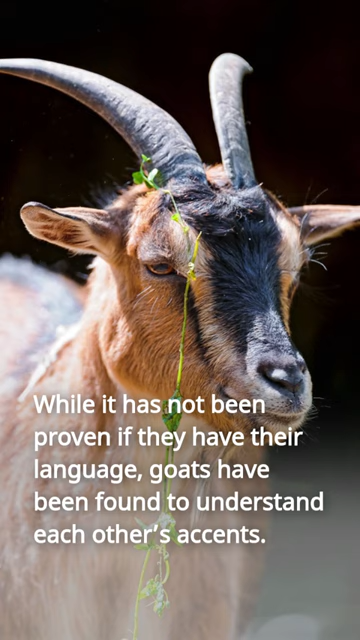 While it has not been
proven if they have their
language, goats have
been found to understand
each other’s accents.